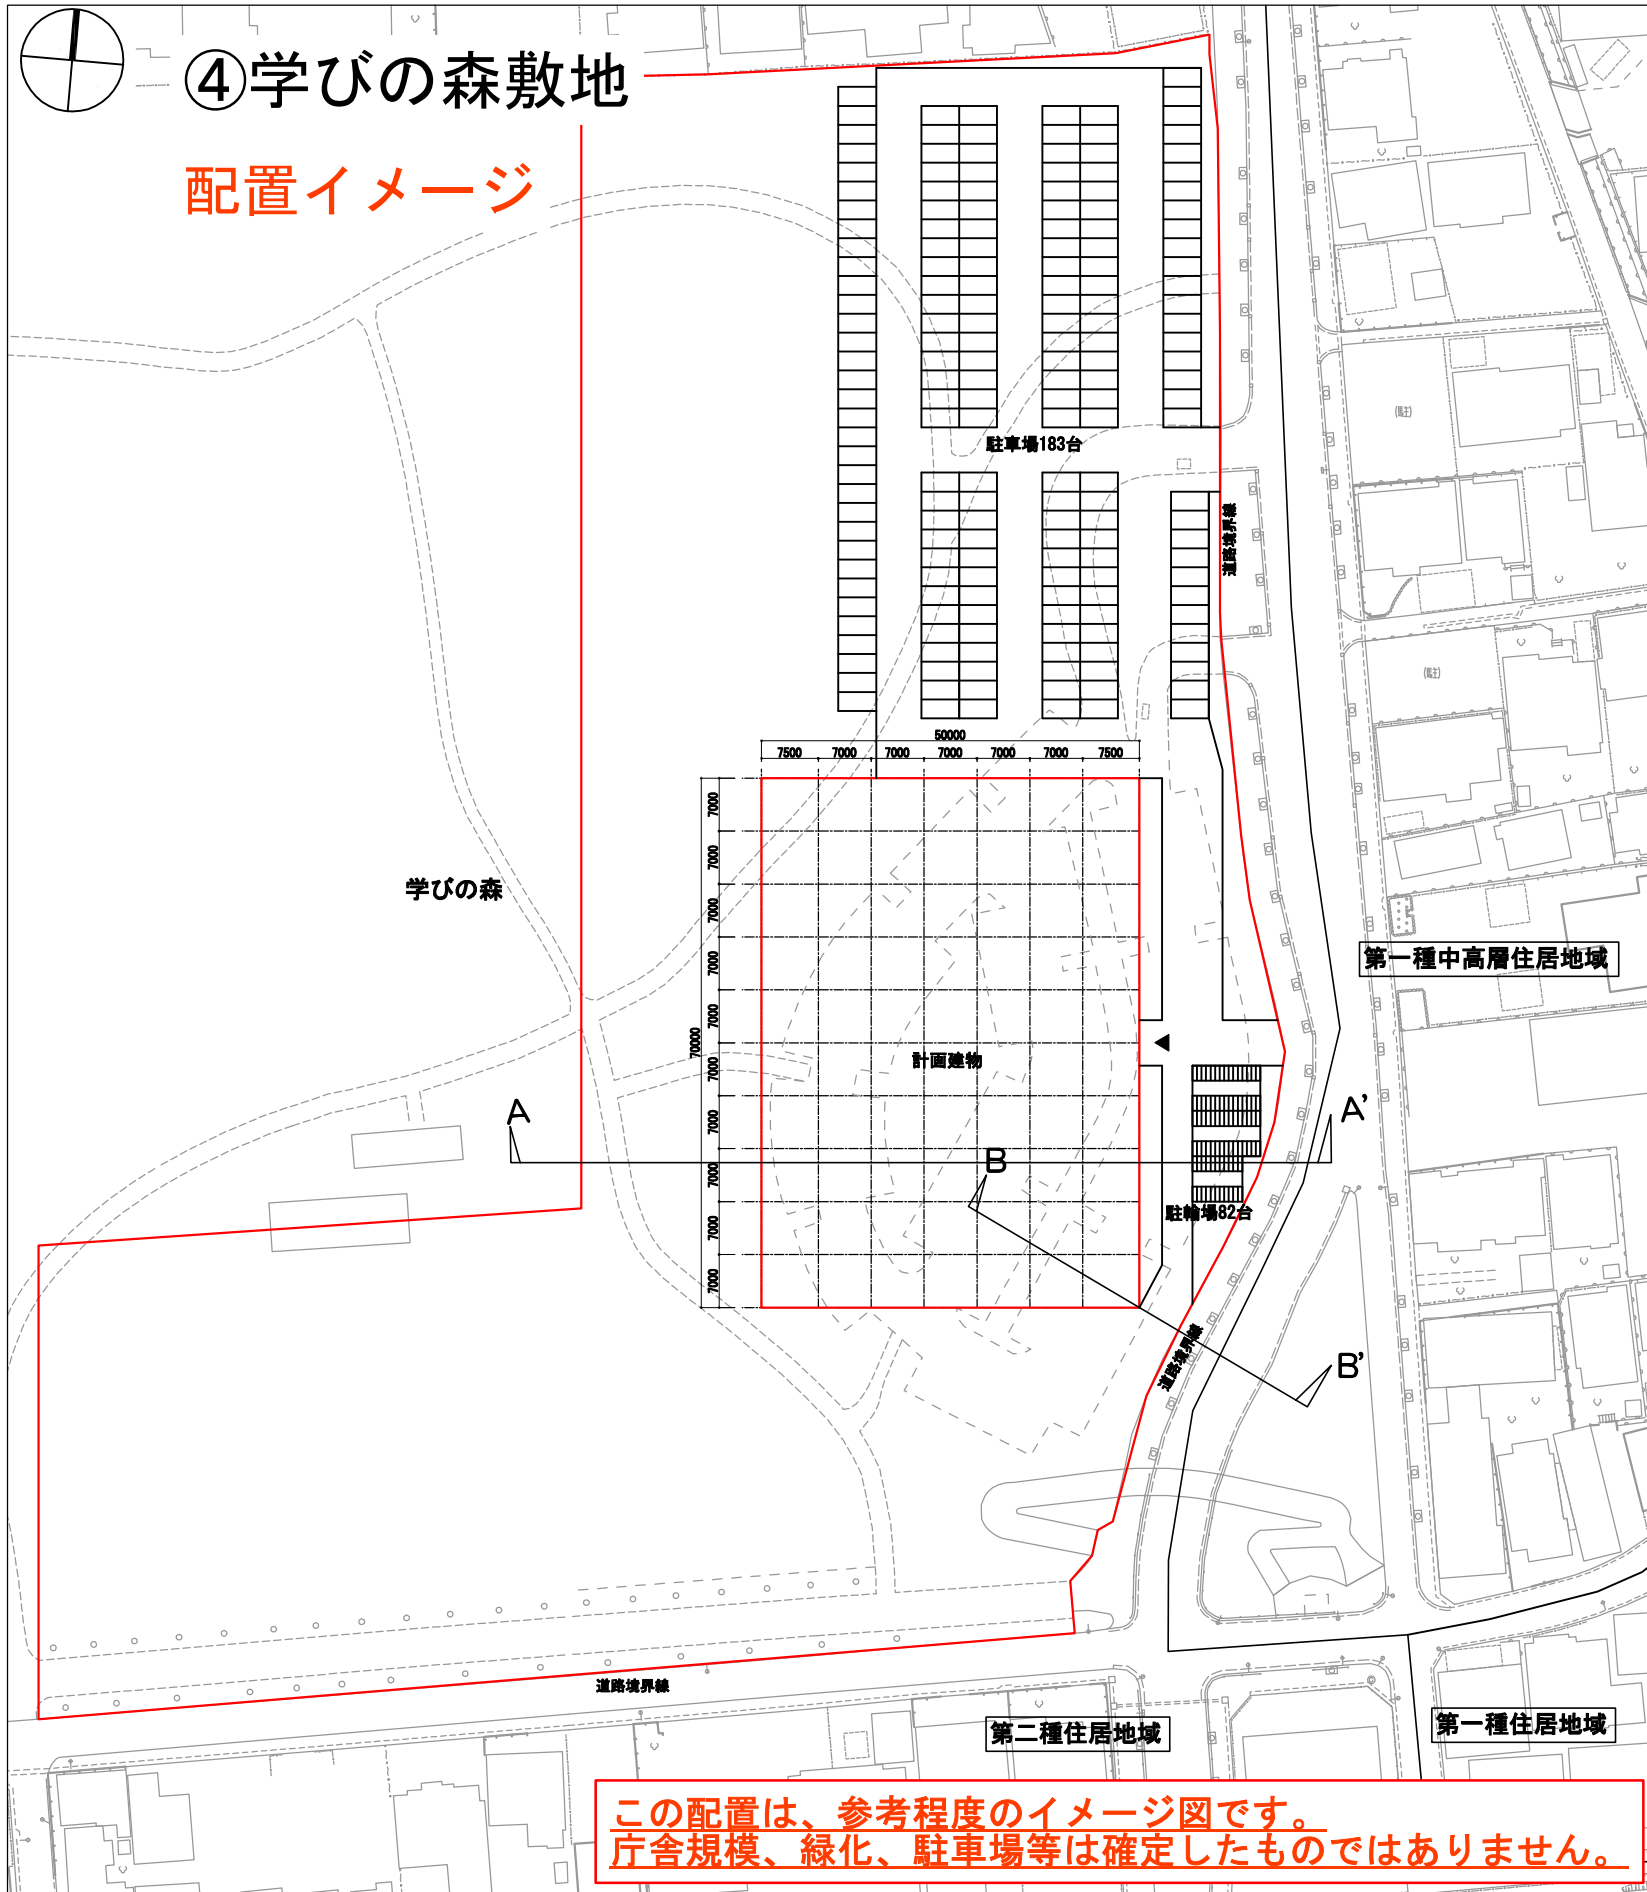 ④学びの森敷地
配置イメージ
(駐)
駐車場183台
道路境界線
(駐)
50000
7500 7000 7000 7000 7000 7000 7500
7000
7000
7000
7000
7000
7000
7000
7000
7000
7000
70000
学びの森
第一種中高層住居地域
計画建物
A
A'
B
駐輪場82台
道路境界線
B'
道路境界線
第二種住居地域
第一種住居地域
この配置は、参考程度のイメージ図です。
庁舎規模、緑化、駐車場等は確定したものではありません。